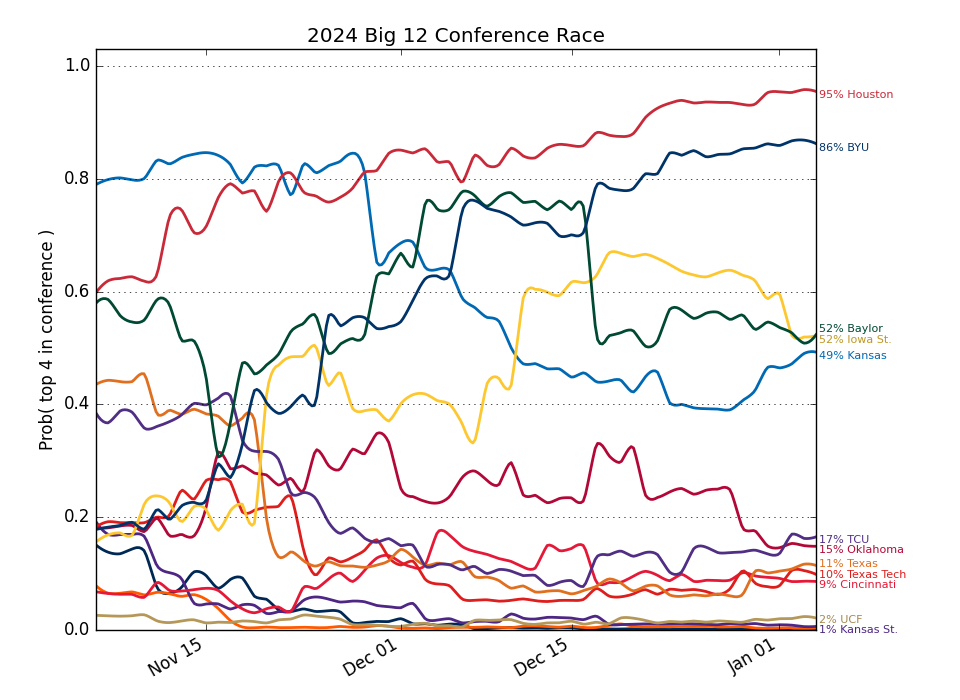 2024 Big 12 Conference Race
Prob( top 4 in conference )
1.0
0.8
0.6
0.4
0.2
0.0
Nov 15
Dec 01
Dec 15
Jan 01
95% Houston
86% BYU
52% Baylor
52% Iowa St.
49% Kansas
17% TCU
15% Oklahoma
11% Texas
10% Texas Tech
9% Cincinnati
2% UCF
1% Kansas St.